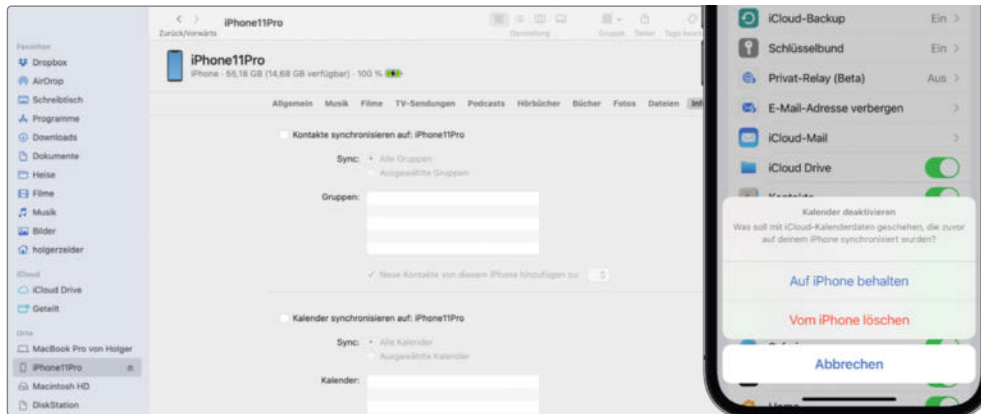 iPhone11Pro
Zurück/Vorwärts
Darstellung
Gruppe
Teilen
Favoriten
Dropbox
AirDrop
Schreibtisch
Programme
Downloads
Dokumente
Heise
Filme
Musik
Bilder
holgerzelder
iCloud
iCloud Drive
Geteilt
Orte
MacBook Pro von Holger
iPhone11Pro
Macintosh HD
DiskStation
iPhone11Pro
iPhone · 55,18 GB (14,68 GB verfügbar) · 100 %
Allgemein Musik Filme TV-Sendungen Podcasts Hörbücher Bücher Fotos Dateien
Kontakte synchronisieren auf: iPhone11Pro
Sync: Alle Gruppen
Ausgewählte Gruppen
Gruppen:
Neue Kontakte von diesem iPhone hinzufügen zu:
Kalender synchronisieren auf: iPhone11Pro
Sync: Alle Kalender
Ausgewählte Kalender
Kalender:
iCloud-Backup Ein
Schlüsselbund Ein
Privat-Relay (Beta) Aus
E-Mail-Adresse verbergen
iCloud-Mail
iCloud Drive
Kontakte
Kalender deaktivieren
Was soll mit iCloud-Kalenderdaten geschehen, die zuvor
auf deinem iPhone synchronisiert wurden?
Auf iPhone behalten
Vom iPhone löschen
Abbrechen
Home